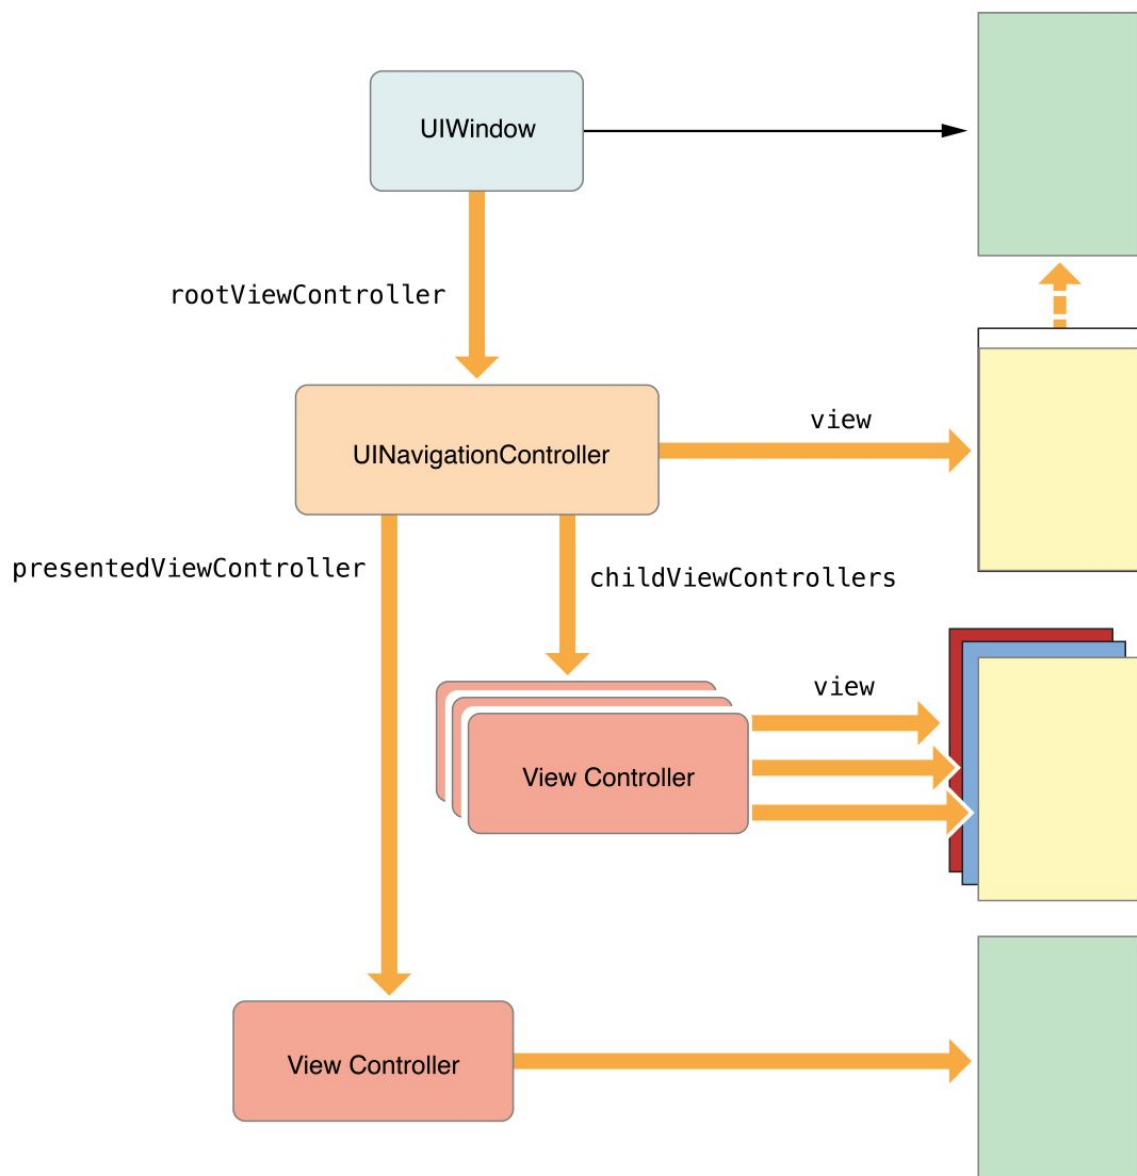 UIWindow
rootViewController
view
UINavigationController
presentedViewController
childViewControllers
view
View Controller
View Controller